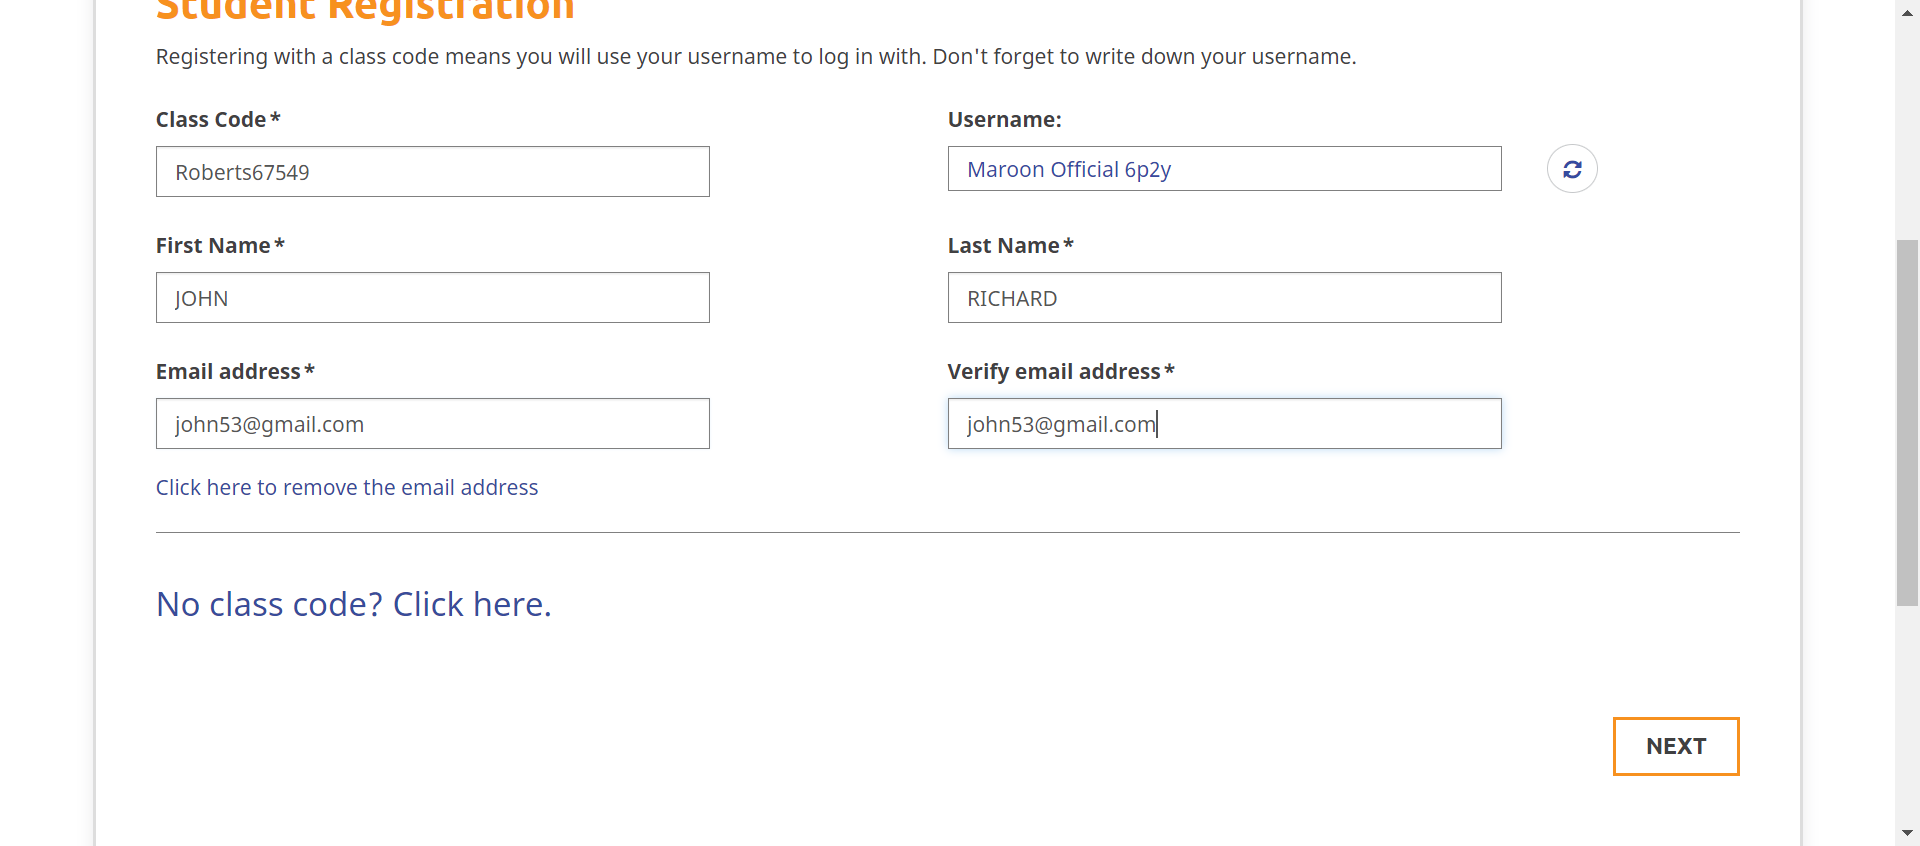 Student Registration
Registering with a class code means you will use your username to log in with. Don't forget to write down your username.
Class Code*
Username:
Roberts67549
Maroon Official 6p2y
First Name*
Last Name*
JOHN
RICHARD
Email address*
Verify email address*
john53@gmail.com
john53@gmail.com
Click here to remove the email address
No class code? Click here.
NEXT